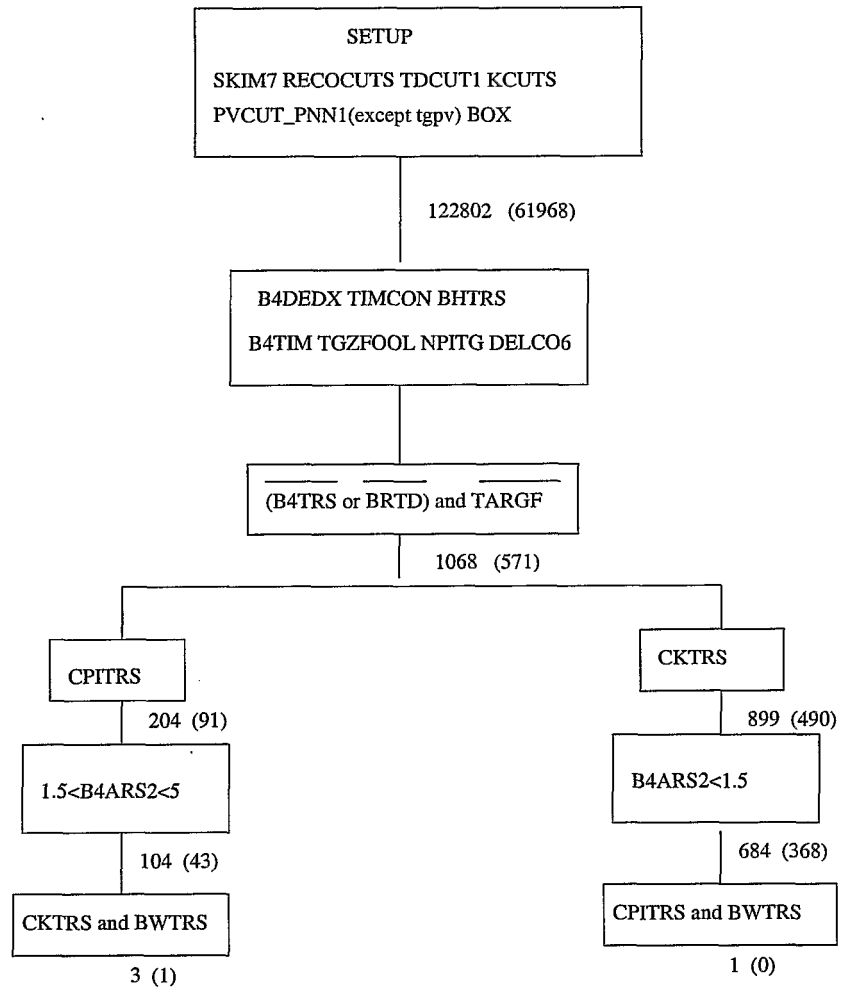 SETUP
SKIM7 RECOCUTS TDCUT1 KCUTS
PVCUT_PNN1(except tgpv) BOX
122802 (61968)
B4DEDX TIMCON BHTRS
B4TIM TGZFOOL NPITG DELCO6
(B4TRS or BRTD) and TARGF
1068 (571)
CPITRS
204 (91)
1.5<B4ARS2<5
104 (43)
CKTRS and BWTRS
3 (1)
CKTRS
899 (490)
B4ARS2<1.5
684 (368)
CPITRS and BWTRS
1 (0)